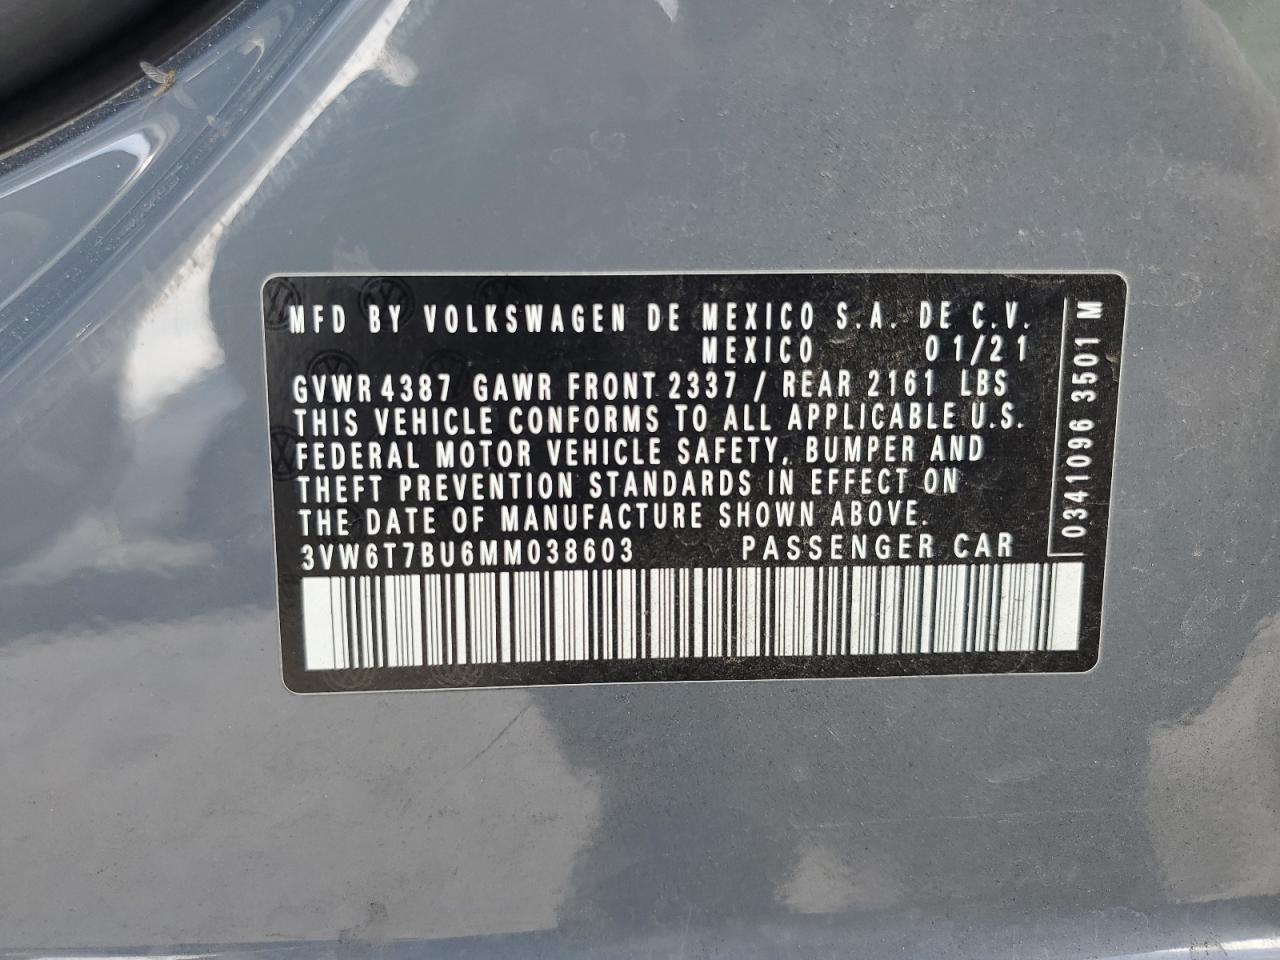 MFD BY VOLKSWAGEN DE MEXICO S.A. DE C.V.
MEXICO 01/21
GVWR 4387 GAWR FRONT 2337 / REAR 2161 LBS
THIS VEHICLE CONFORMS TO ALL APPLICABLE U.S.
FEDERAL MOTOR VEHICLE SAFETY, BUMPER AND
THEFT PREVENTION STANDARDS IN EFFECT ON
THE DATE OF MANUFACTURE SHOWN ABOVE.
3VW6T7BU6MM038603 PASSENGER CAR
0341096 3501 M